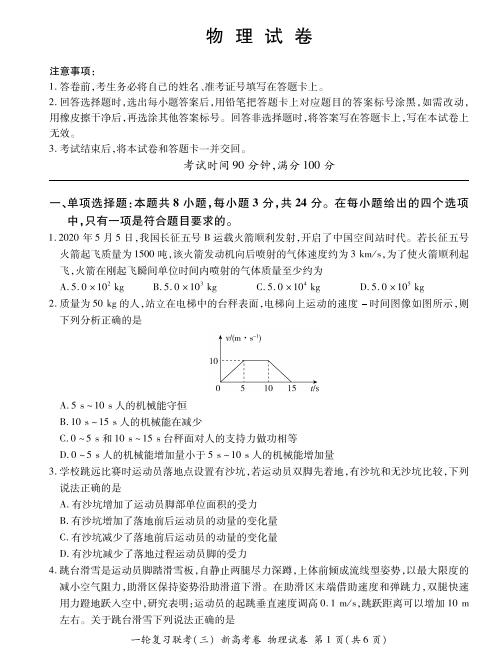 物 理 试 卷
注意事项：
1. 答卷前,考生务必将自己的姓名、准考证号填写在答题卡上。
2. 回答选择题时,选出每小题答案后,用铅笔把答题卡上对应题目的答案标号涂黑,如需改动,
用橡皮擦干净后,再选涂其他答案标号。回答非选择题时,将答案写在答题卡上,写在本试卷上
无效。
3. 考试结束后,将本试卷和答题卡一并交回。
考试时间 90 分钟,满分 100 分
一、单项选择题:本题共 8 小题,每小题 3 分,共 24 分。在每小题给出的四个选项
中,只有一项是符合题目要求的。
1. 2020 年 5 月 5 日,我国长征五号 B 运载火箭顺利发射,开启了中国空间站时代。若长征五号
火箭起飞质量为 1500 吨,该火箭发动机向后喷射的气体速度约为 3 km/s,为了使火箭顺利起
飞,火箭在刚起飞瞬间单位时间内喷射的气体质量至少约为
A. 5.0×10² kg B. 5.0×10³ kg C. 5.0×10⁴ kg D. 5.0×10⁵ kg
2. 质量为 50 kg 的人,站立在电梯中的台秤表面,电梯向上运动的速度－时间图像如图所示,则
下列分析正确的是
v/(m·s⁻¹)
10
0 5 10 15 t/s
A. 5 s~10 s 人的机械能守恒
B. 10 s~15 s 人的机械能在减少
C. 0~5 s 和 10 s~15 s 台秤面对人的支持力做功相等
D. 0~5 s 人的机械能增加量小于 5 s~10 s 人的机械能增加量
3. 学校跳远比赛时运动员落地点设置有沙坑,若运动员双脚先着地,有沙坑和无沙坑比较,下列
说法正确的是
A. 有沙坑增加了运动员脚部单位面积的受力
B. 有沙坑增加了落地前后运动员的动量的变化量
C. 有沙坑减少了落地前后运动员的动量的变化量
D. 有沙坑减少了落地过程运动员脚的受力
4. 跳台滑雪是运动员脚踏滑雪板,自静止两腿尽力深蹲,上体前倾成流线型姿势,以最大限度的
减小空气阻力,助滑区保持姿势沿助滑道下滑。在助滑区末端借助速度和弹跳力,双腿快速
用力蹬地跃入空中,研究表明:运动员的起跳垂直速度调高 0.1 m/s,跳跃距离可以增加 10 m
左右。关于跳台滑雪下列说法正确的是
一轮复习联考(三) 新高考卷 物理试卷 第 1 页(共 6 页)